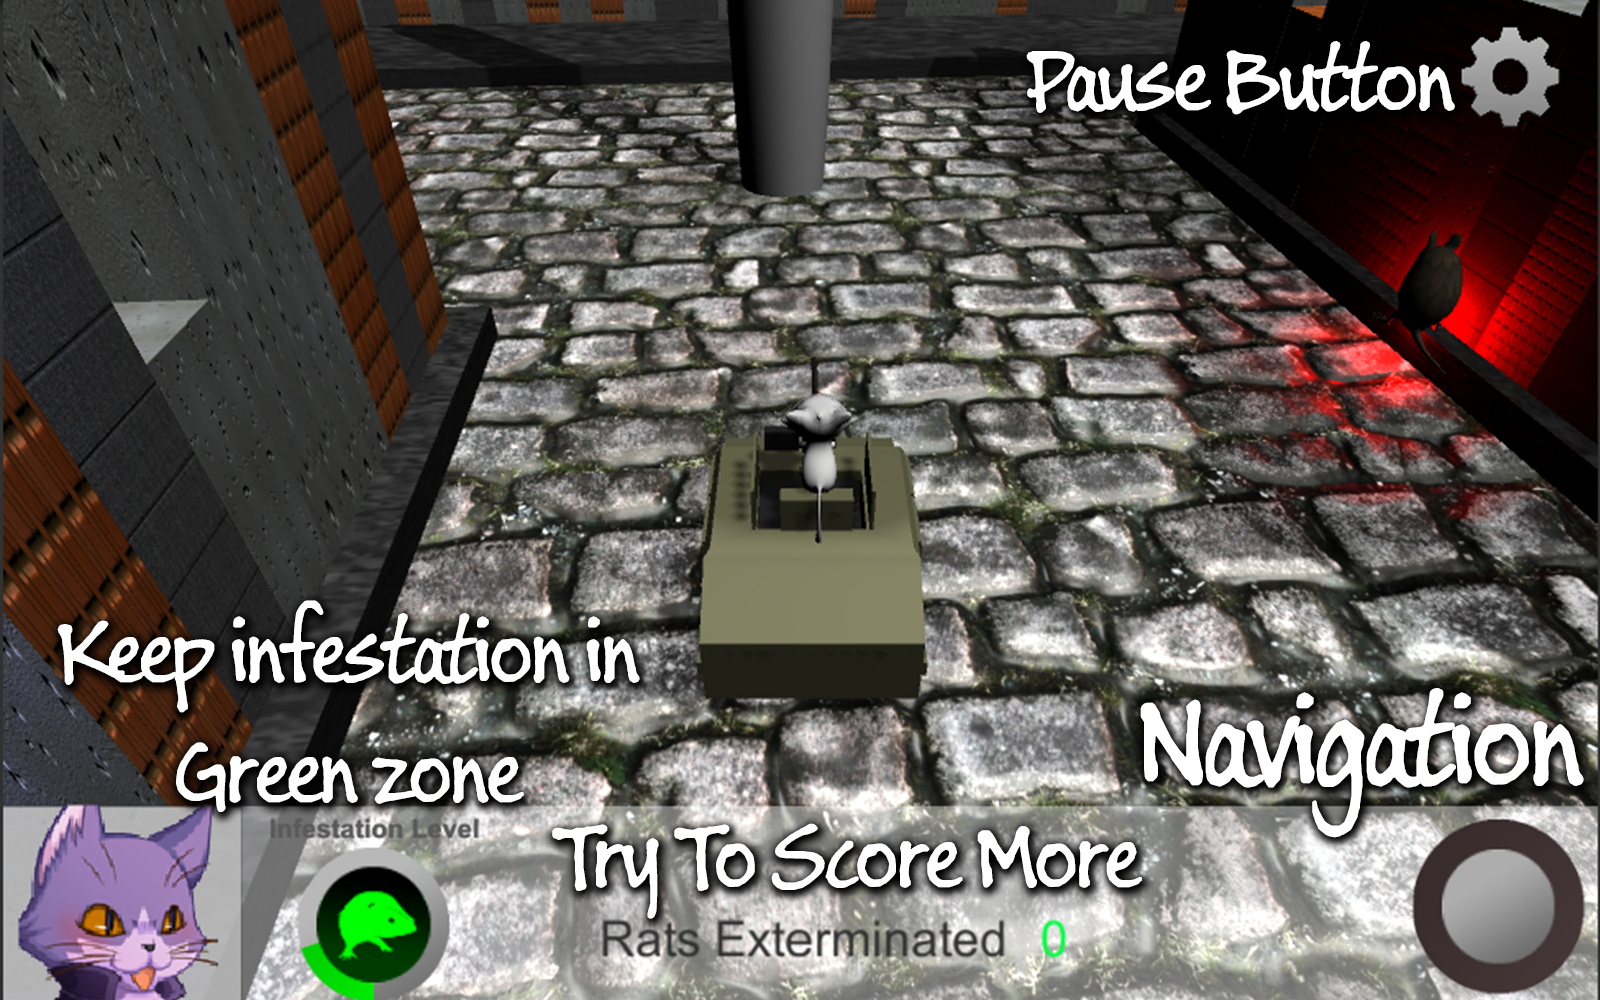 Pause Button
Keep infestation in
Green zone
Navigation
Infestation Level
Try To Score More
Rats Exterminated 0